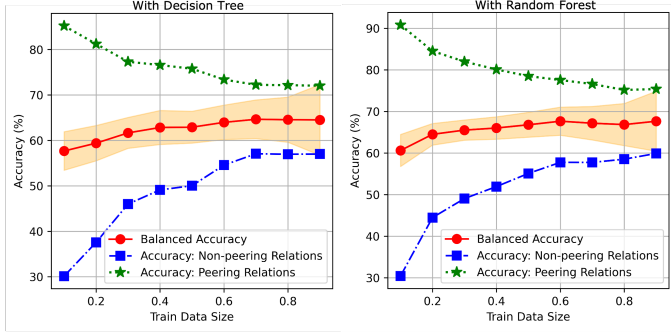 With Decision Tree
80
70
60
50
40
30
Accuracy (%)
Balanced Accuracy
Accuracy: Non-peering Relations
Accuracy: Peering Relations
0.2 0.4 0.6 0.8
Train Data Size
With Random Forest
90
80
70
60
50
40
30
Accuracy (%)
Balanced Accuracy
Accuracy: Non-peering Relations
Accuracy: Peering Relations
0.2 0.4 0.6 0.8
Train Data Size